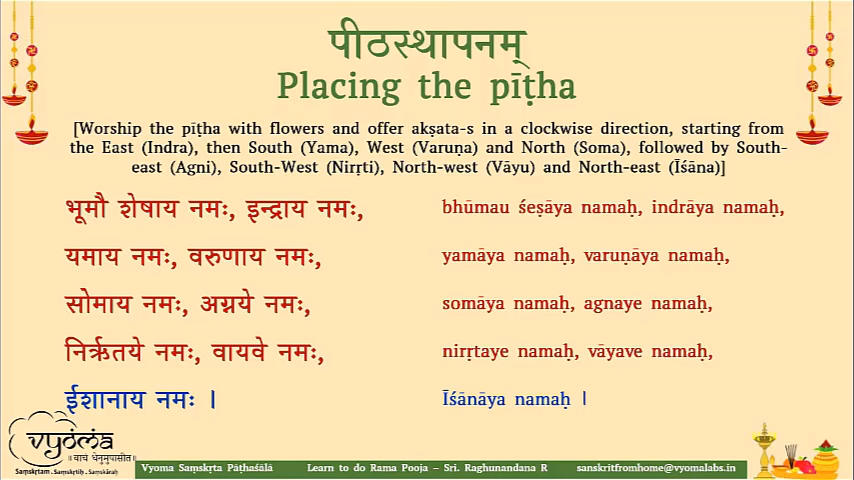 पीठस्थापनम्
Placing the pīṭha
[Worship the pīṭha with flowers and offer akṣata-s in a clockwise direction, starting from
the East (Indra), then South (Yama), West (Varuṇa) and North (Soma), followed by South-
east (Agni), South-West (Nirṛti), North-west (Vāyu) and North-east (Īśāna)]
भूमौ शेषाय नमः, इन्द्राय नमः,
bhūmau śeṣāya namaḥ, indrāya namaḥ,
यमाय नमः, वरुणाय नमः,
yamāya namaḥ, varuṇāya namaḥ,
सोमाय नमः, अग्नये नमः,
somāya namaḥ, agnaye namaḥ,
निर्ऋतये नमः, वायवे नमः,
nirṛtaye namaḥ, vāyave namaḥ,
ईशानाय नमः ।
Īśānāya namaḥ |
vyoma
॥ वाचं धेनुमुपासीत॥
Saṃskṛtam . Saṃskṛtiḥ . Saṃskāraḥ
Vyoma Saṃskṛta Pāṭhaśālā Learn to do Rama Pooja – Sri. Raghunandana R sanskritfromhome@vyomalabs.in